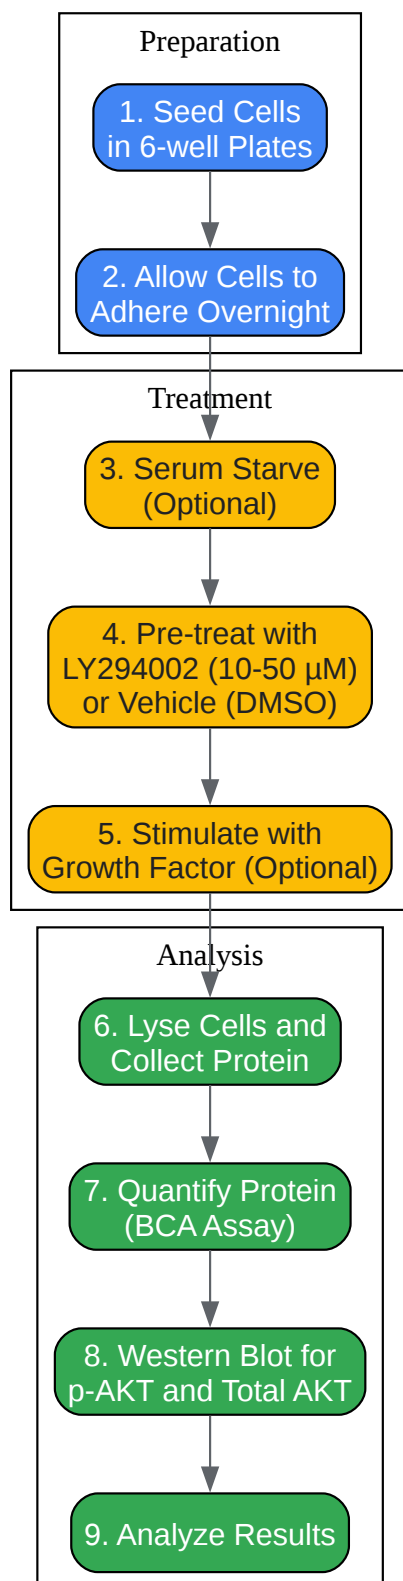 Preparation
1. Seed Cells
in 6-well Plates
2. Allow Cells to
Adhere Overnight
Treatment
3. Serum Starve
(Optional)
4. Pre-treat with
LY294002 (10-50 µM)
or Vehicle (DMSO)
5. Stimulate with
Growth Factor (Optional)
Analysis
6. Lyse Cells and
Collect Protein
7. Quantify Protein
(BCA Assay)
8. Western Blot for
p-AKT and Total AKT
9. Analyze Results